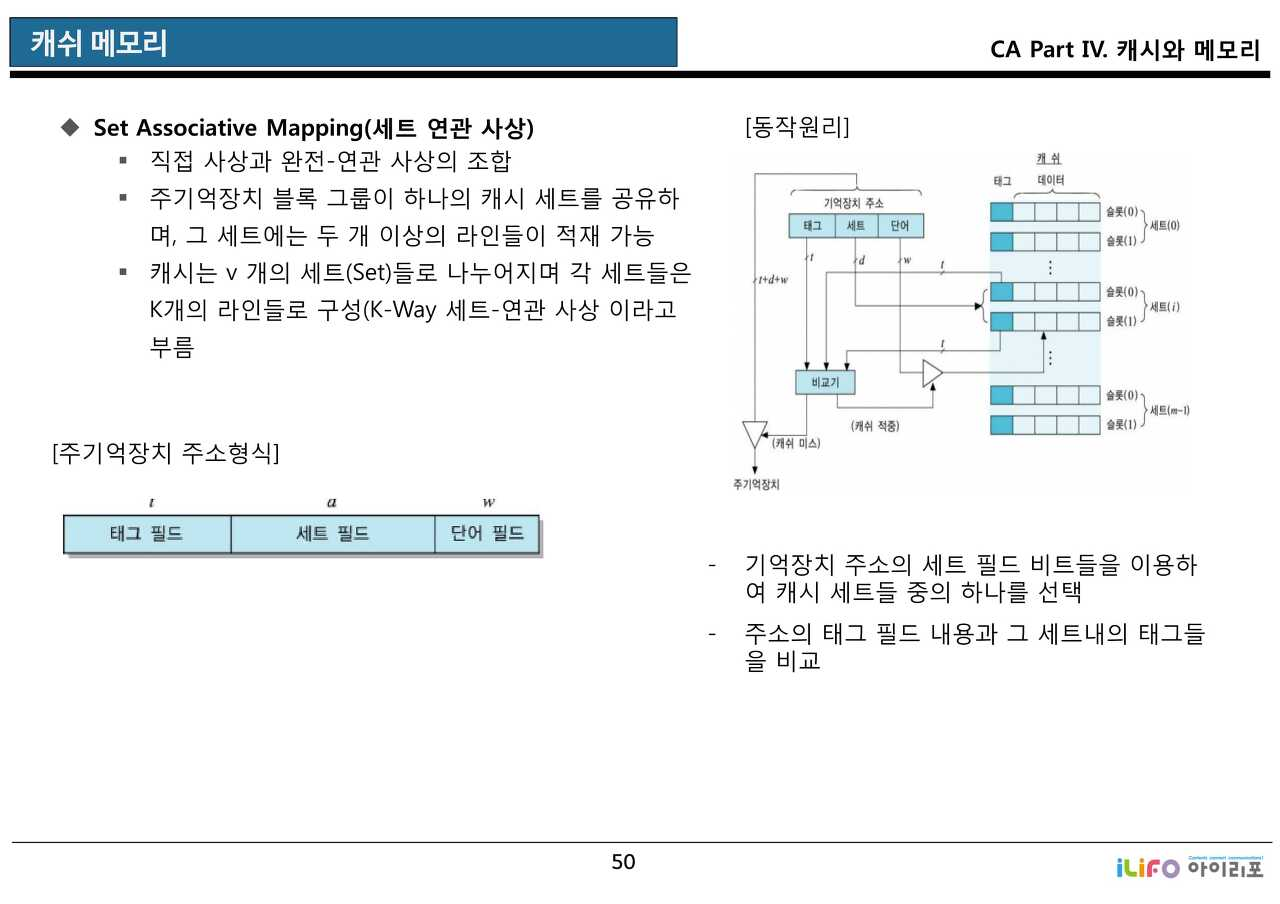 캐쉬 메모리
CA Part IV. 캐시와 메모리
◆ Set Associative Mapping(세트 연관 사상)
▪ 직접 사상과 완전-연관 사상의 조합
▪ 주기억장치 블록 그룹이 하나의 캐시 세트를 공유하
며, 그 세트에는 두 개 이상의 라인들이 적재 가능
▪ 캐시는 v 개의 세트(Set)들로 나누어지며 각 세트들은
K개의 라인들로 구성(K-Way 세트-연관 사상 이라고
부름
[주기억장치 주소형식]
t d w
태그 필드 세트 필드 단어 필드
[동작원리]
캐 쉬
태그 데이터
기억장치 주소
태그 세트 단어
슬롯(0)
세트(0)
슬롯(1)
t d w
t
t+d+w
슬롯(0)
세트(i)
슬롯(1)
t
비교기
슬롯(0)
세트(m-1)
슬롯(1)
(캐쉬 적중)
(캐쉬 미스)
주기억장치
- 기억장치 주소의 세트 필드 비트들을 이용하
여 캐시 세트들 중의 하나를 선택
- 주소의 태그 필드 내용과 그 세트내의 태그들
을 비교
50
Contents connect communications!
iLiFO 아이리포